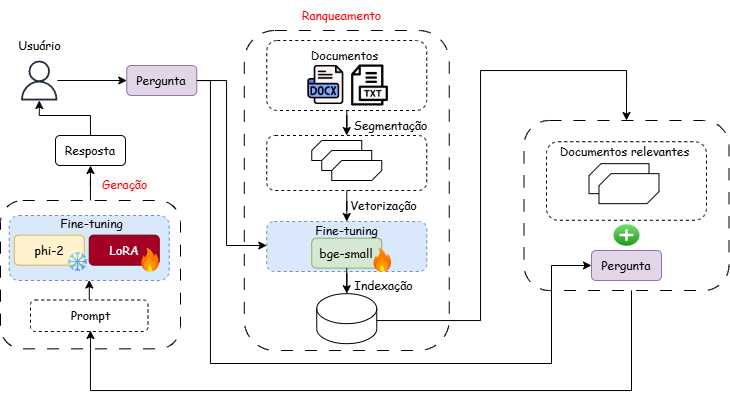 Ranqueamento
Usuário
Pergunta
Documentos
DOCX
TXT
Segmentação
Vetorização
Fine-tuning
bge-small
Indexação
Documentos relevantes
Pergunta
Resposta
Geração
Fine-tuning
phi-2
LoRA
Prompt